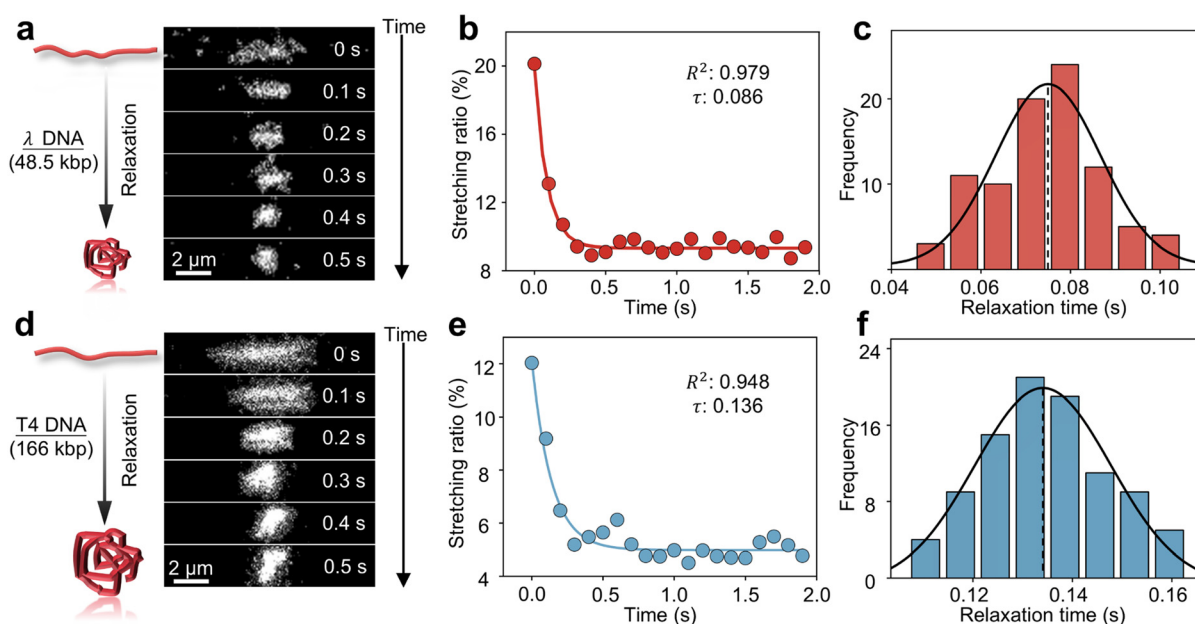 a
Time
0 s
0.1 s
0.2 s
0.3 s
0.4 s
0.5 s
2 μm
λ DNA
(48.5 kbp)
Relaxation
b
Stretching ratio (%)
20
16
12
8
R²: 0.979
τ: 0.086
0.0 0.5 1.0 1.5 2.0
Time (s)
c
Frequency
20
10
0.04 0.06 0.08 0.10
Relaxation time (s)
d
Time
0 s
0.1 s
0.2 s
0.3 s
0.4 s
0.5 s
2 μm
T4 DNA
(166 kbp)
Relaxation
e
Stretching ratio (%)
12
10
8
6
4
R²: 0.948
τ: 0.136
0.0 0.5 1.0 1.5 2.0
Time (s)
f
Frequency
24
16
8
0
0.12 0.14 0.16
Relaxation time (s)